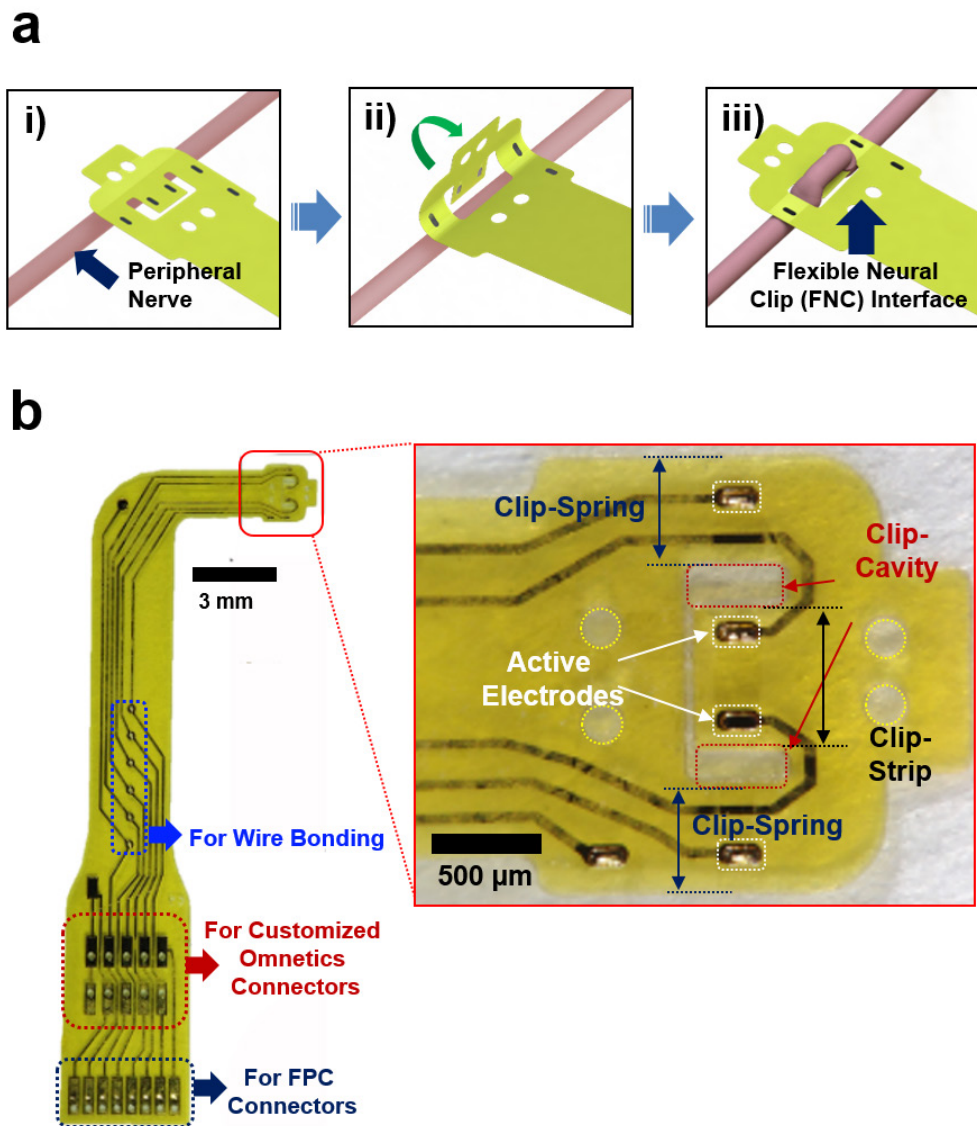 a
i)
ii)
iii)
Peripheral
Nerve
Flexible Neural
Clip (FNC) Interface
b
3 mm
For Wire Bonding
For Customized
Omnetics
Connectors
For FPC
Connectors
Clip-Spring
Clip-
Cavity
Active
Electrodes
Clip-
Strip
Clip-Spring
500 µm